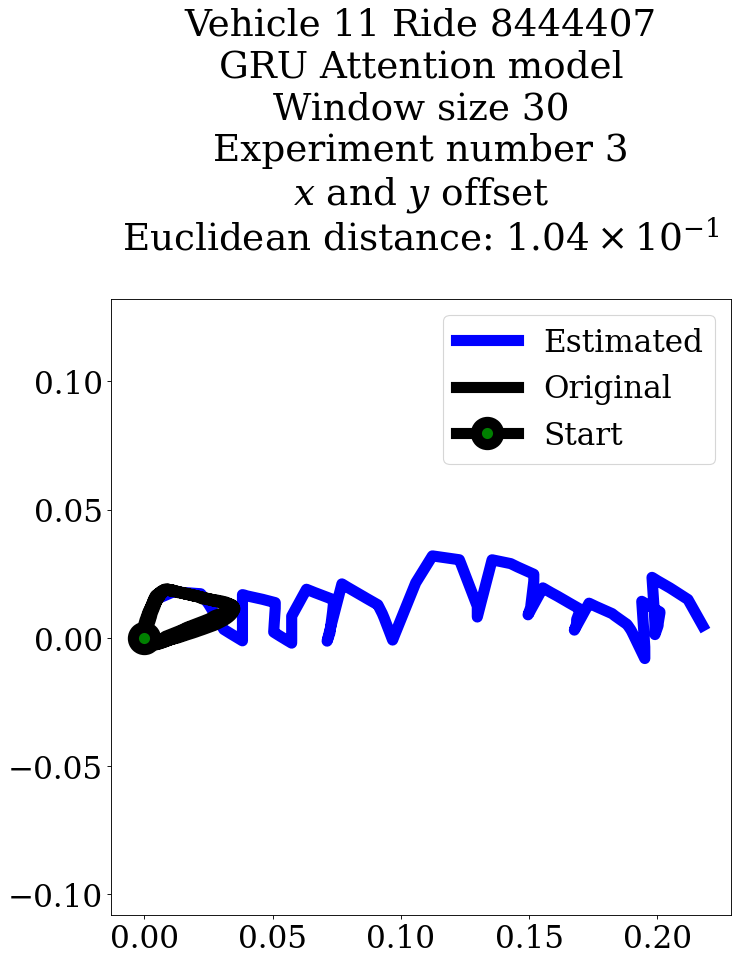 Vehicle 11 Ride 8444407
GRU Attention model
Window size 30
Experiment number 3
x and y offset
Euclidean distance: 1.04 × 10⁻¹
Estimated
Original
Start
0.10
0.05
0.00
−0.05
−0.10
0.00 0.05 0.10 0.15 0.20